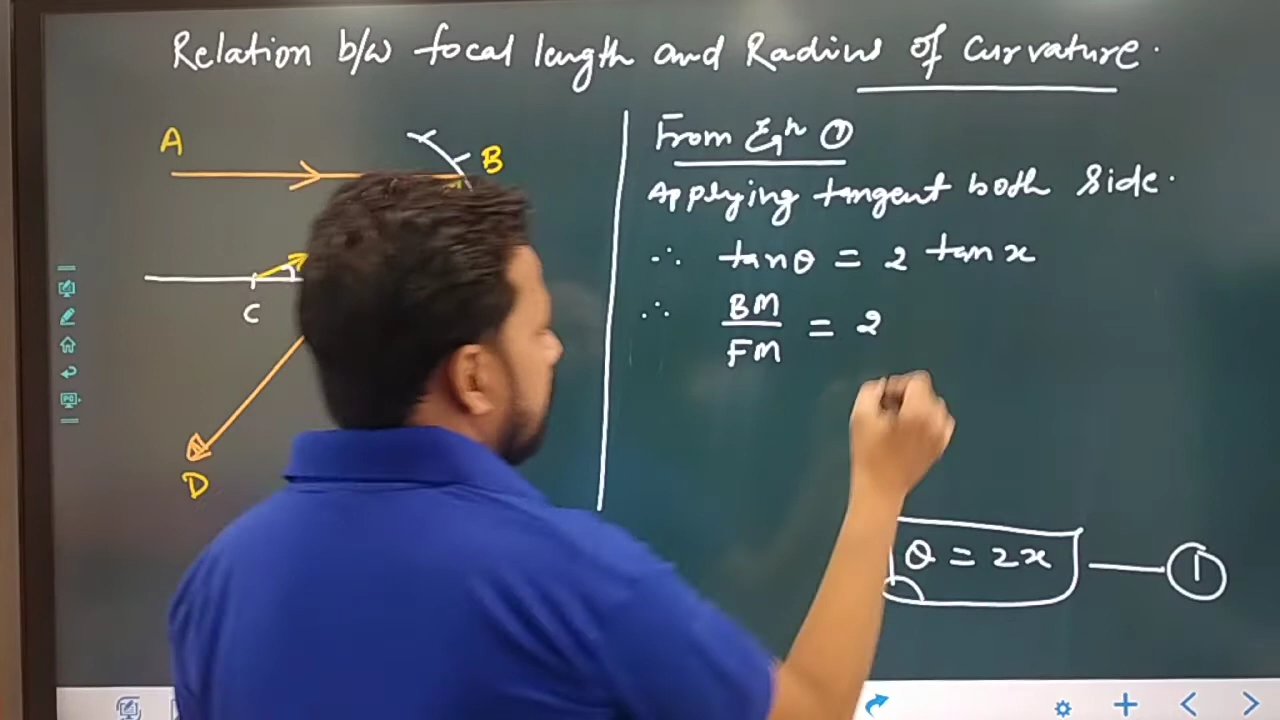 Relation b/w focal length and Radius of Curvature.
A
B
C
D
From Eqn ①
Applying tangent both side.
∴ tanθ = 2 tan x
∴ BM/FM = 2
θ = 2x — ①